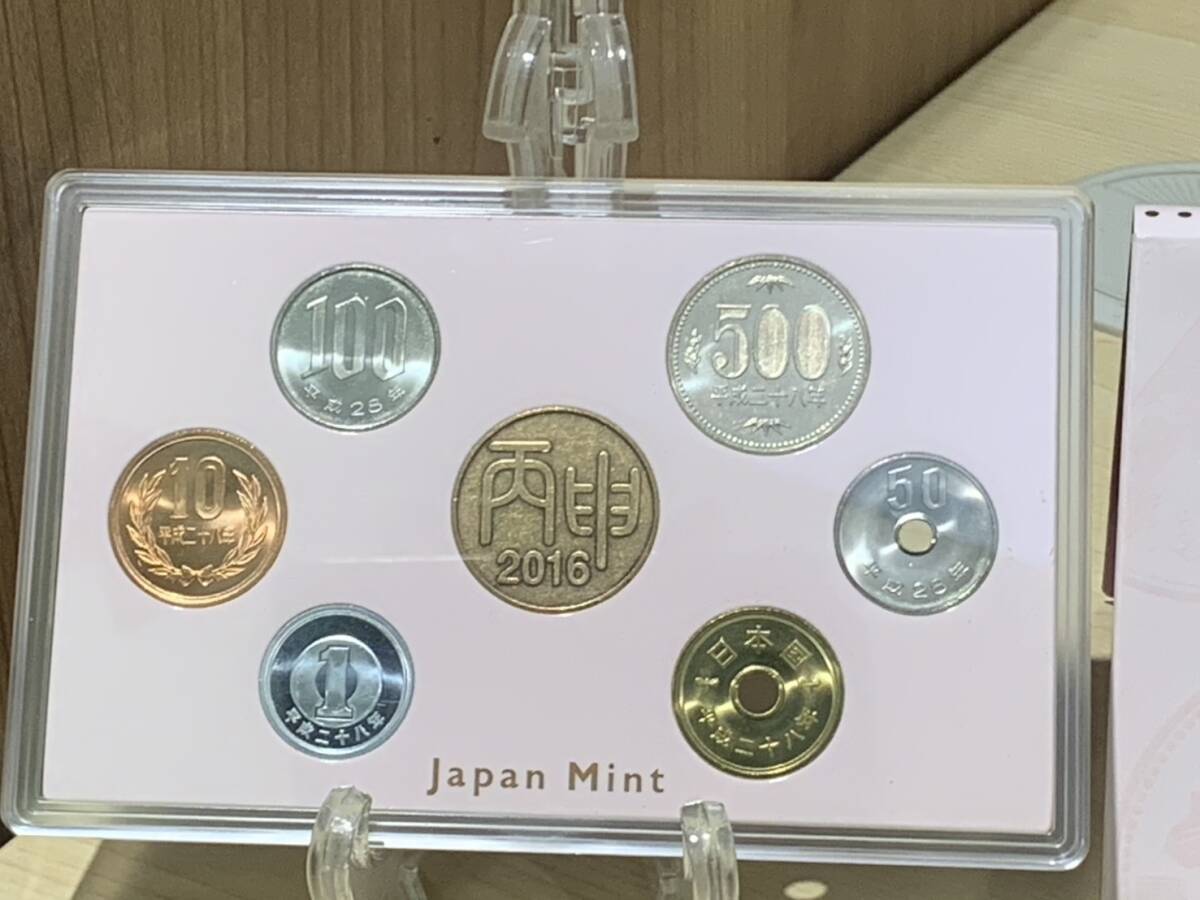 100
平成28年
500
平成二十八年
10
平成二十八年
丙申
2016
50
平成28年
1
平成二十八年
日本国
平成二十八年
Japan Mint